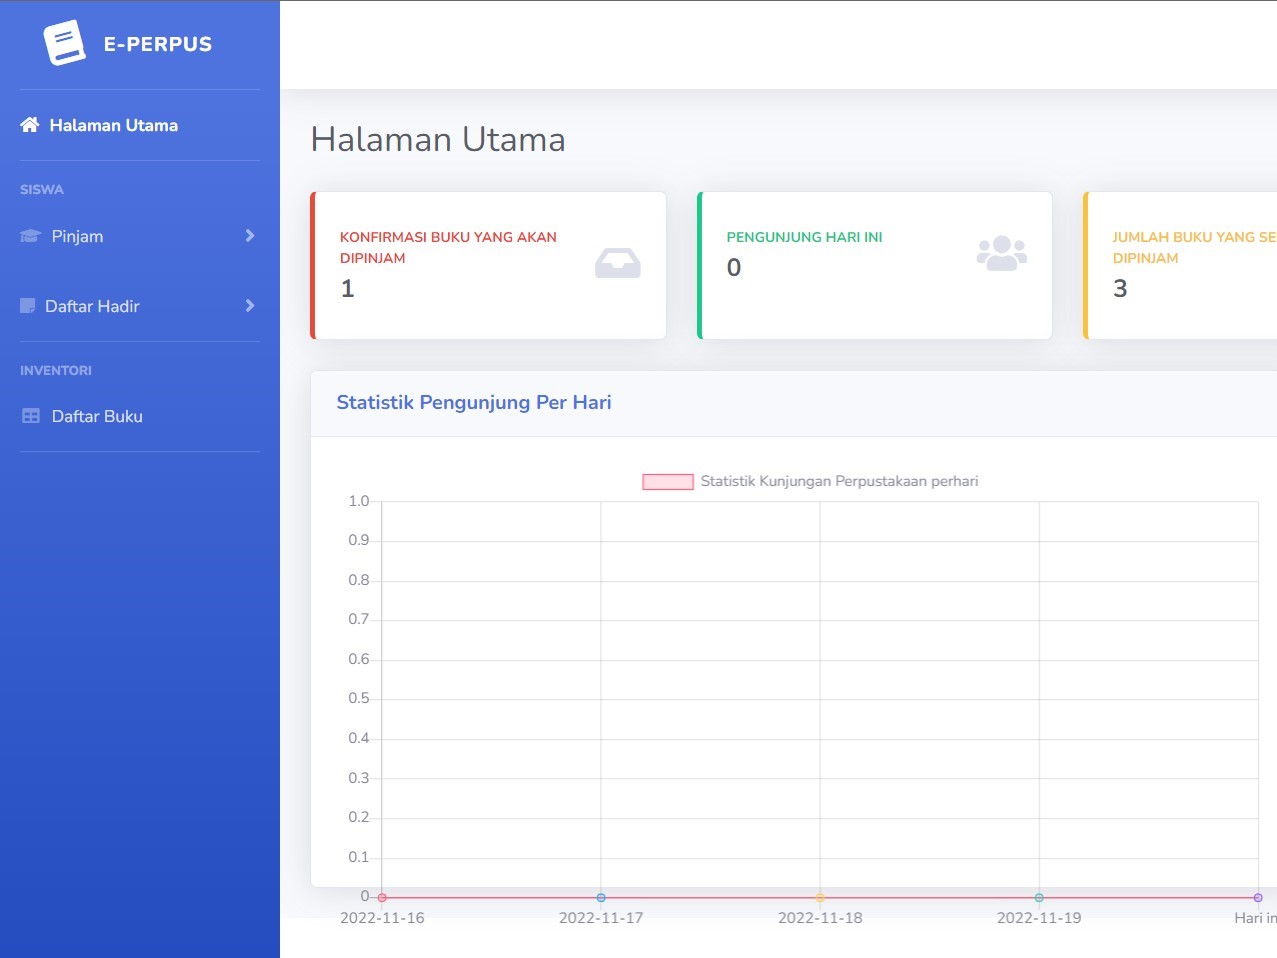 E-PERPUS
Halaman Utama
SISWA
Pinjam
Daftar Hadir
INVENTORI
Daftar Buku
Halaman Utama
KONFIRMASI BUKU YANG AKAN
DIPINJAM
1
PENGUNJUNG HARI INI
0
JUMLAH BUKU YANG SE
DIPINJAM
3
Statistik Pengunjung Per Hari
Statistik Kunjungan Perpustakaan perhari
1.0
0.9
0.8
0.7
0.6
0.5
0.4
0.3
0.2
0.1
0
2022-11-16 2022-11-17 2022-11-18 2022-11-19 Hari in